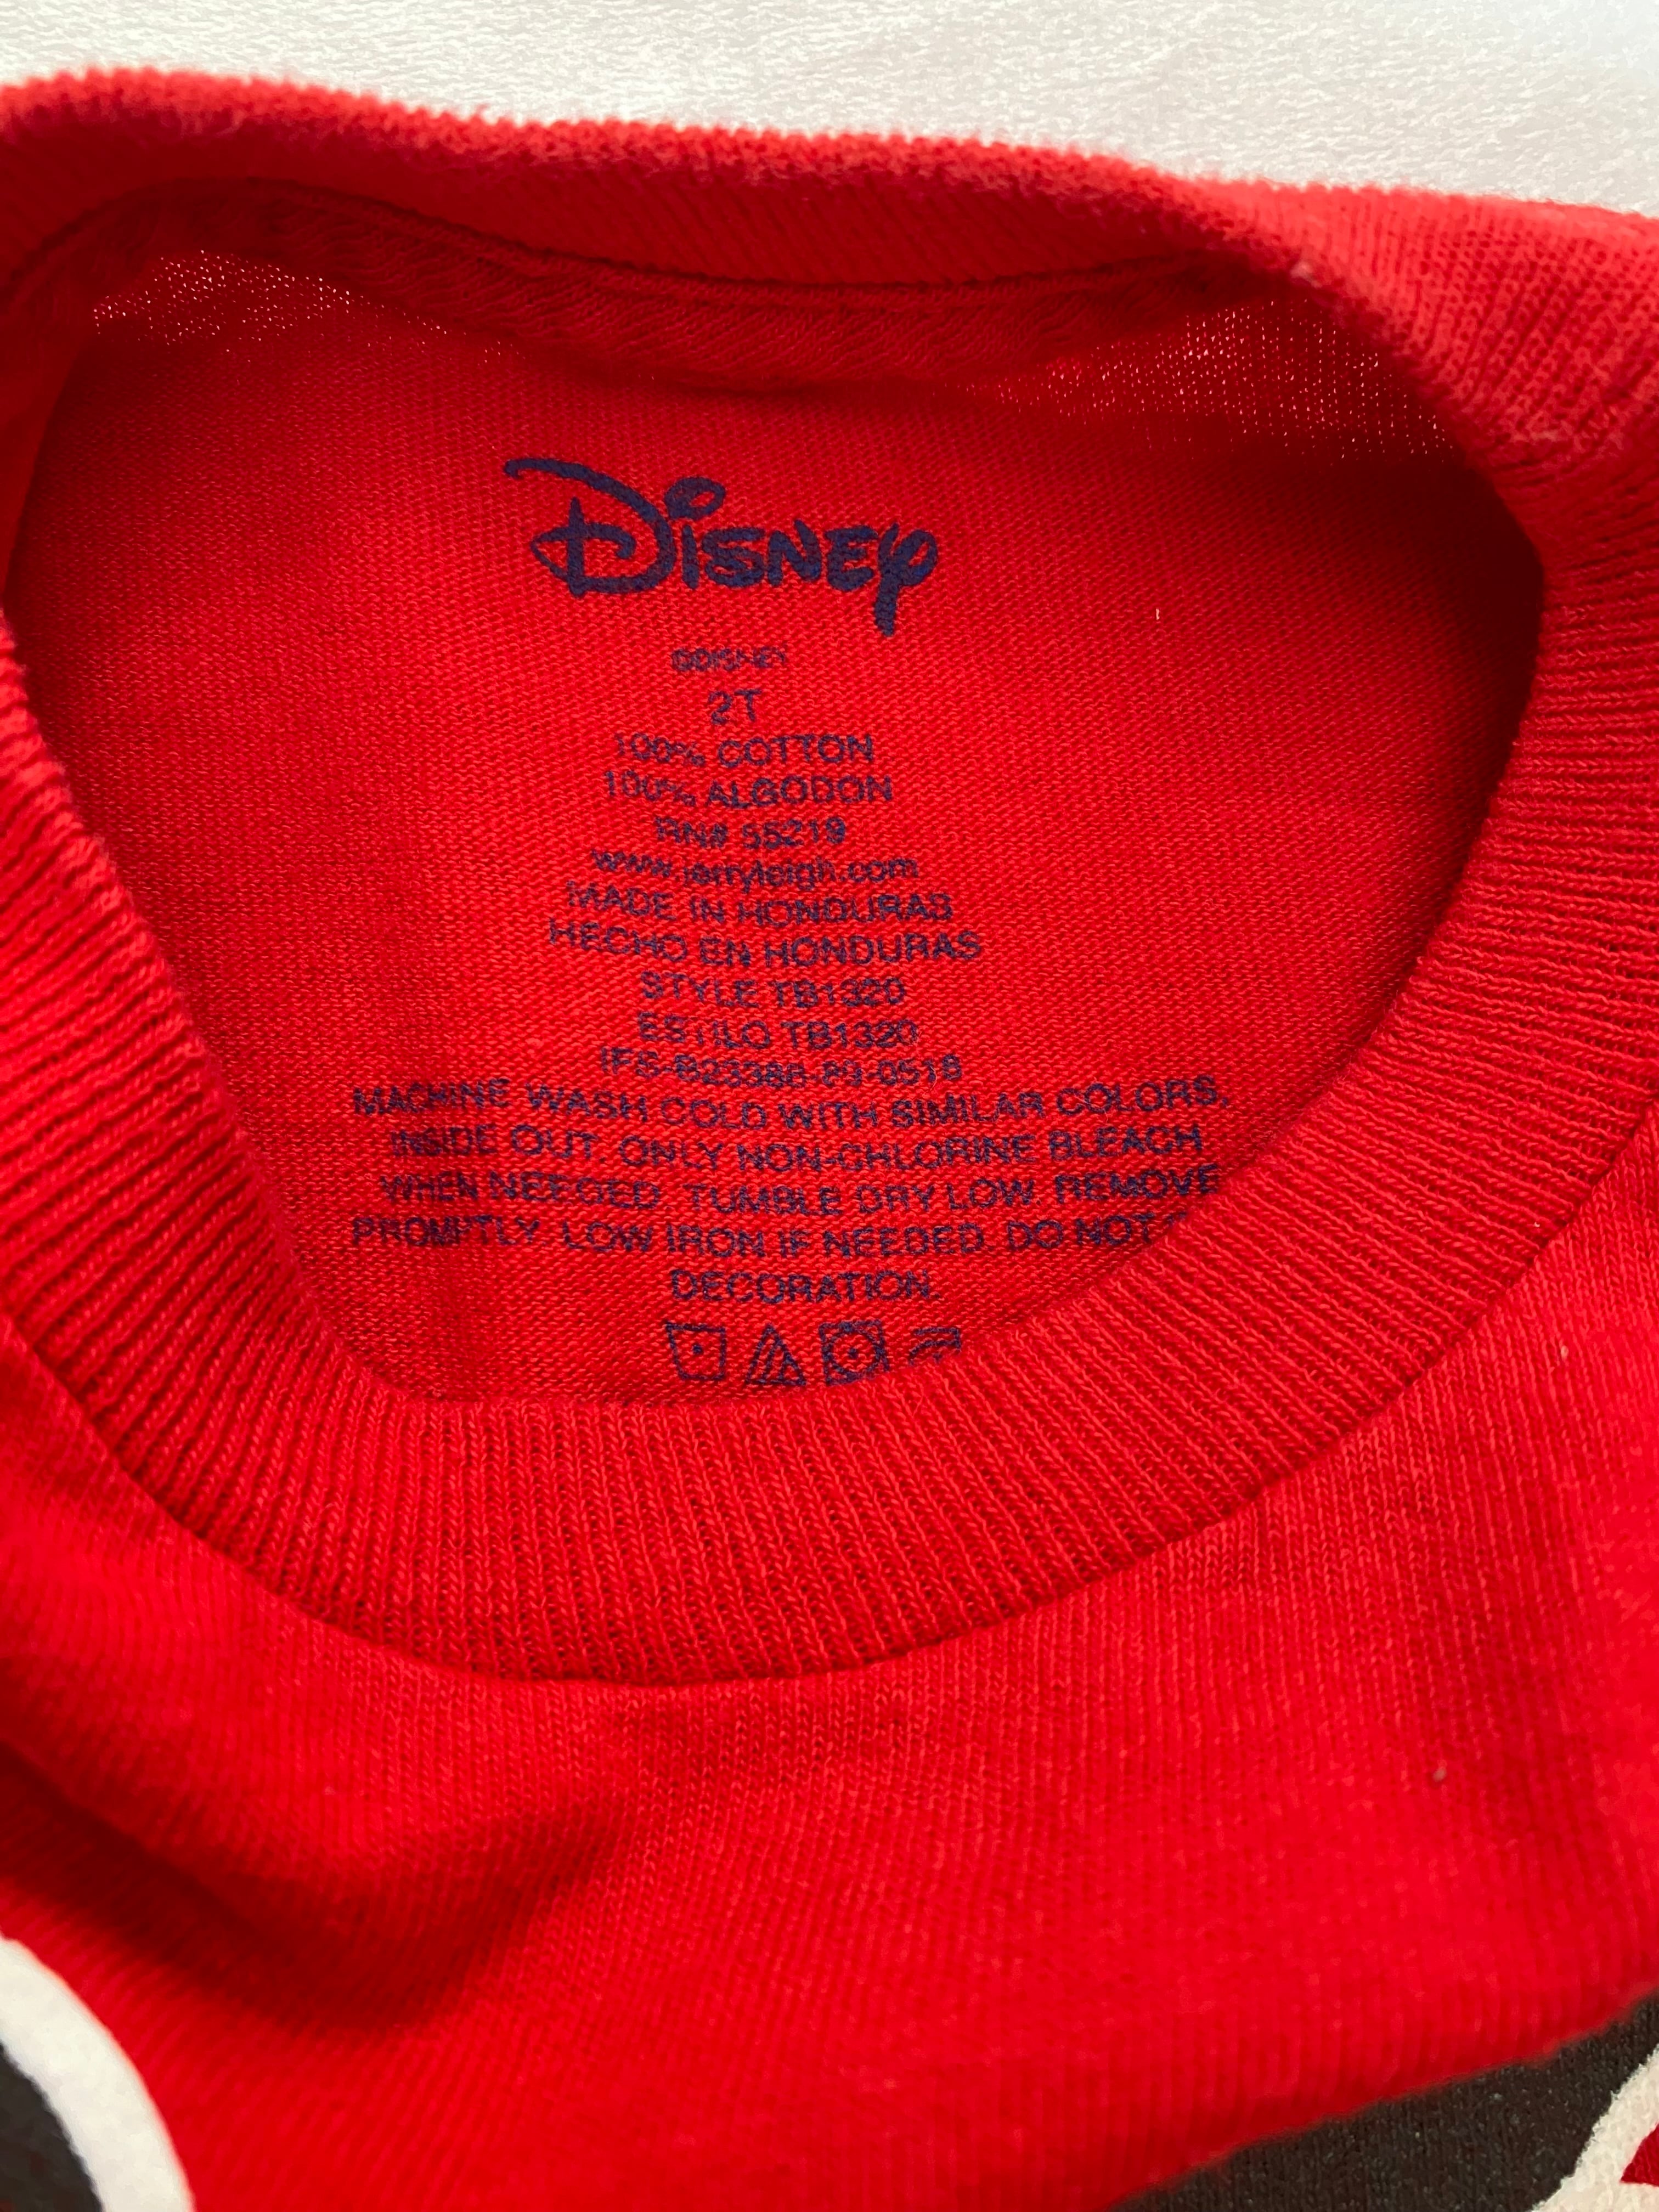 Disney
©DISNEY
2T
100% COTTON
100% ALGODON
RN# 55219
www.jerryleigh.com
MADE IN HONDURAS
HECHO EN HONDURAS
STYLE TB1320
ESTILO TB1320
MACHINE WASH COLD WITH SIMILAR COLORS,
INSIDE OUT. ONLY NON-CHLORINE BLEACH
WHEN NEEDED. TUMBLE DRY LOW. REMOVE
PROMPTLY. LOW IRON IF NEEDED. DO NOT
DECORATION.